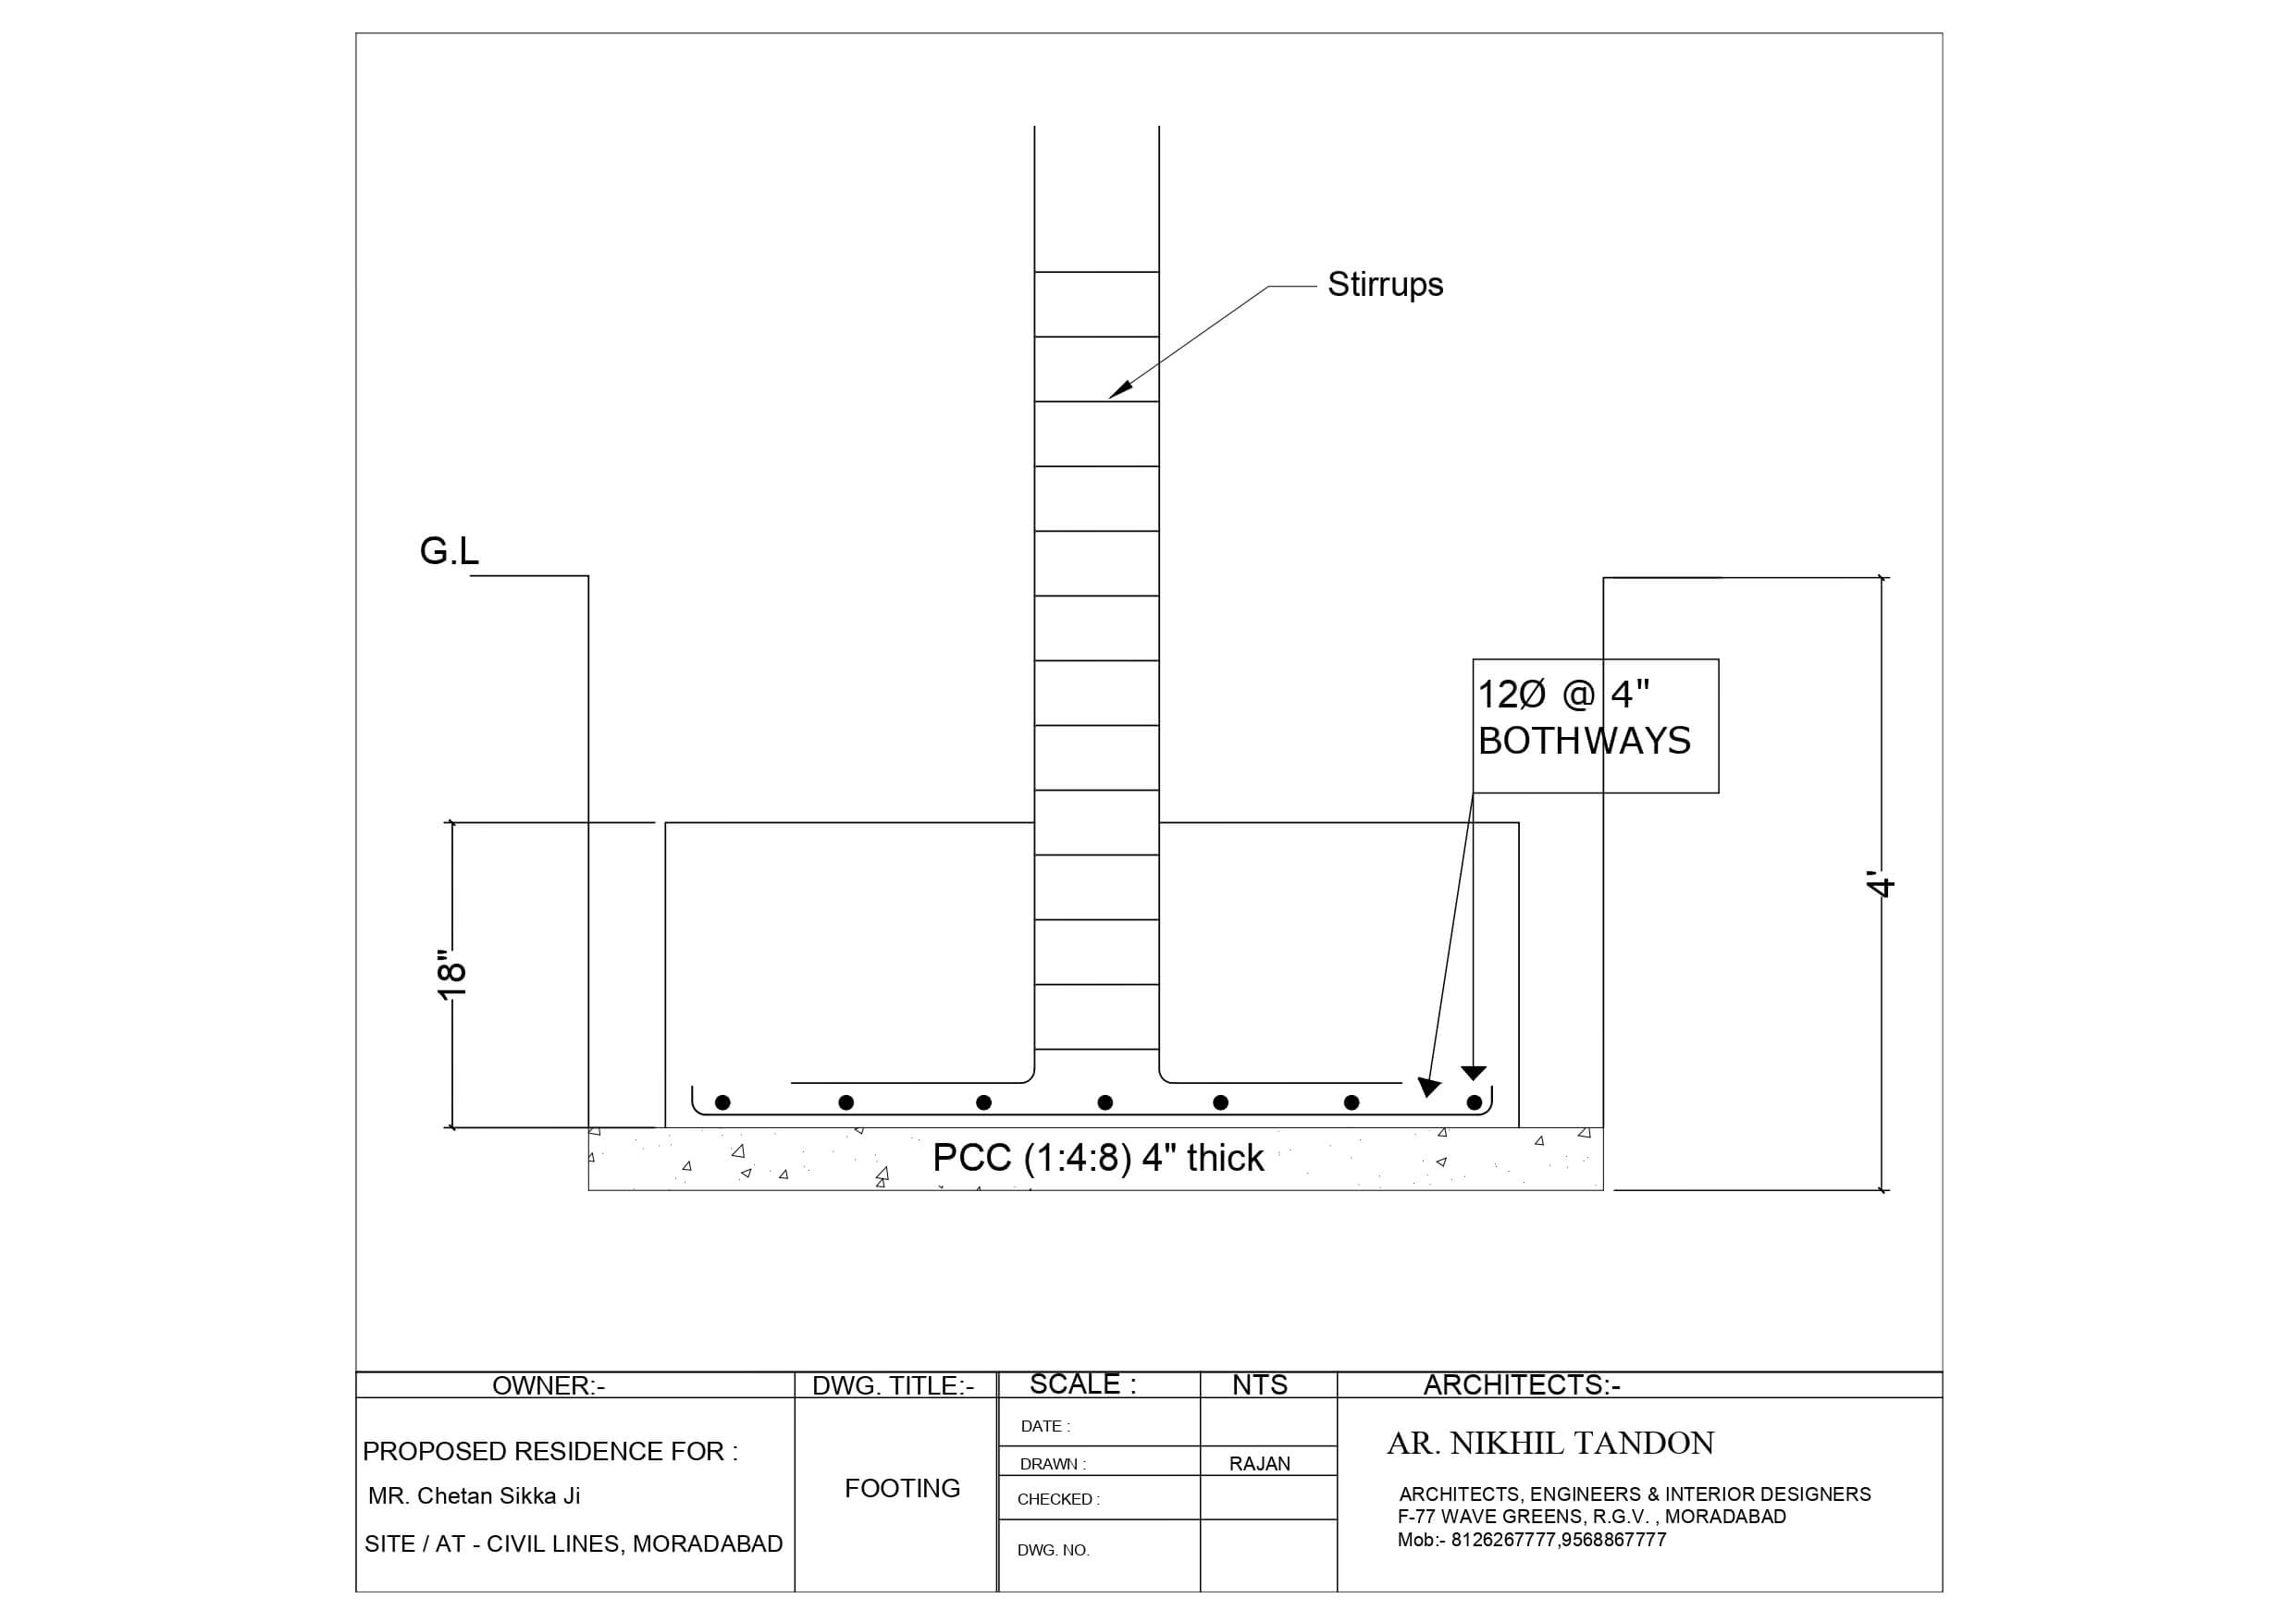 Stirrups
G.L
12Ø @ 4"
BOTHWAYS
4'
18"
PCC (1:4:8) 4" thick
OWNER:-
DWG. TITLE:-
SCALE :
NTS
ARCHITECTS:-
PROPOSED RESIDENCE FOR :
MR. Chetan Sikka Ji
SITE / AT - CIVIL LINES, MORADABAD
FOOTING
DATE :
DRAWN :
RAJAN
CHECKED :
DWG. NO.
AR. NIKHIL TANDON
ARCHITECTS, ENGINEERS & INTERIOR DESIGNERS
F-77 WAVE GREENS, R.G.V. , MORADABAD
Mob:- 8126267777,9568867777